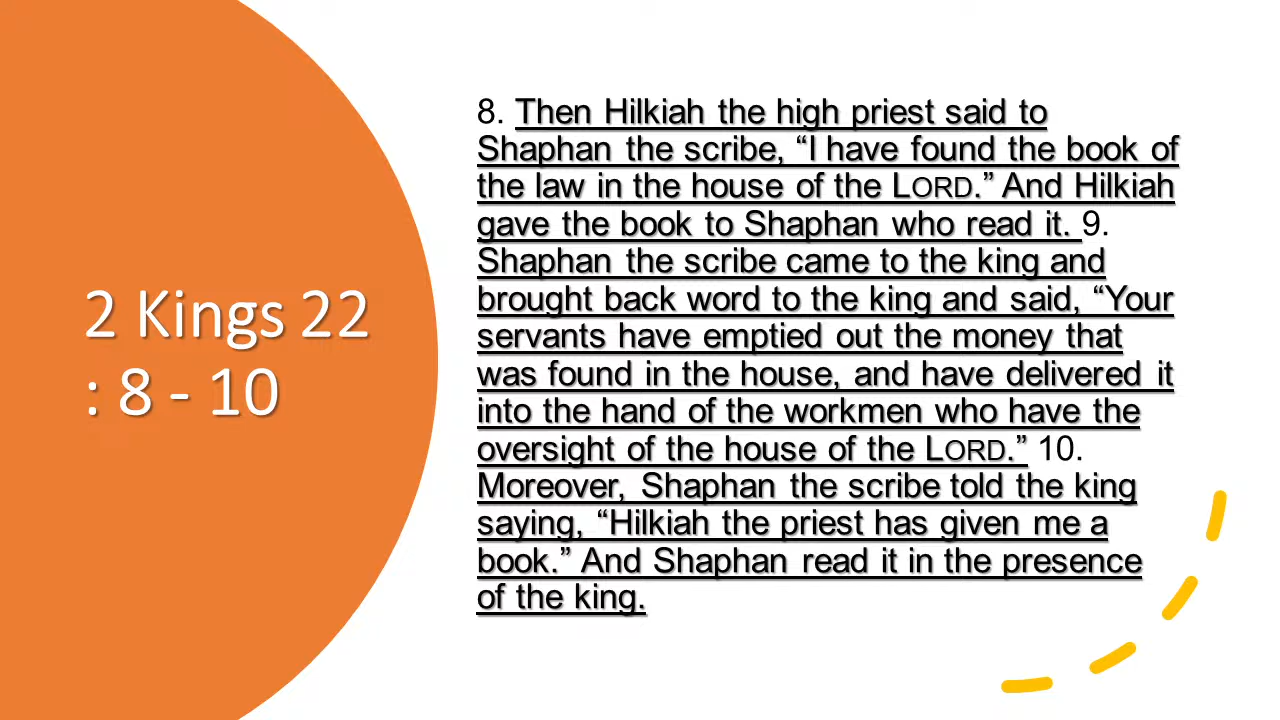 2 Kings 22
: 8 - 10
8. Then Hilkiah the high priest said to
Shaphan the scribe, “I have found the book of
the law in the house of the LORD.” And Hilkiah
gave the book to Shaphan who read it. 9.
Shaphan the scribe came to the king and
brought back word to the king and said, “Your
servants have emptied out the money that
was found in the house, and have delivered it
into the hand of the workmen who have the
oversight of the house of the LORD.” 10.
Moreover, Shaphan the scribe told the king
saying, “Hilkiah the priest has given me a
book.” And Shaphan read it in the presence
of the king.